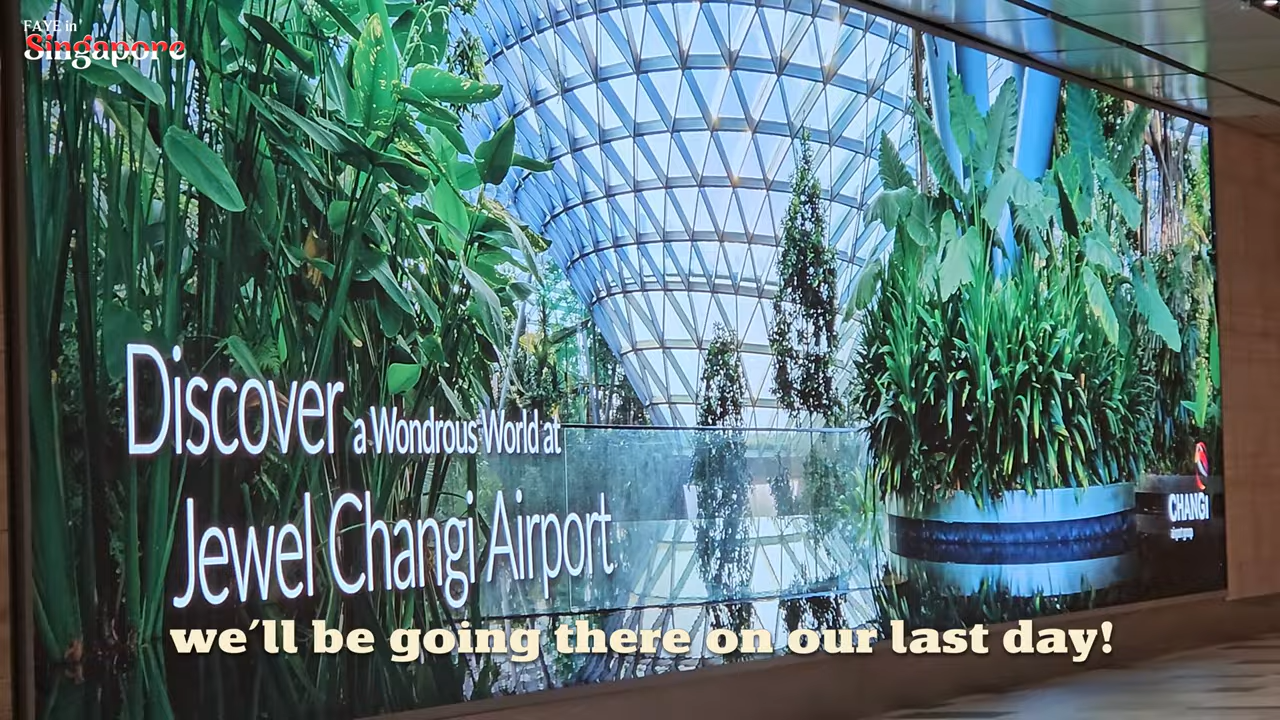 FAYE in
Singapore
Discover a Wondrous World at
Jewel Changi Airport
CHANGI
we'll be going there on our last day!